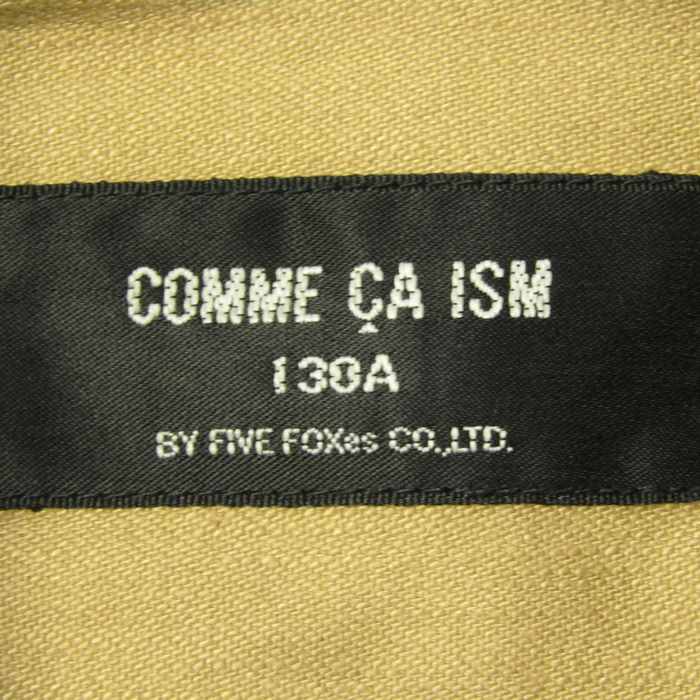 COMME ÇA ISM
130A
BY FIVE FOXes CO.,LTD.